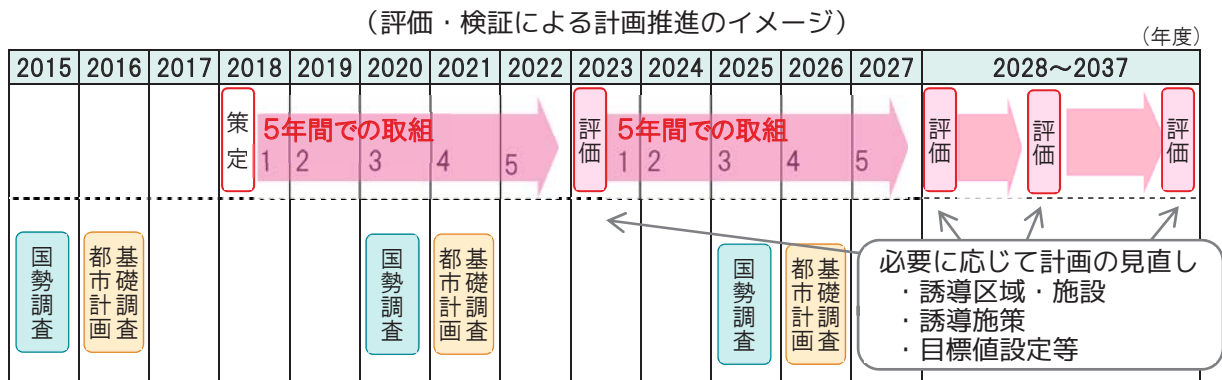 （評価・検証による計画推進のイメージ）
（年度）
2015 2016 2017 2018 2019 2020 2021 2022 2023 2024 2025 2026 2027 2028～2037
策定
5年間での取組
1 2 3 4 5
評価
5年間での取組
1 2 3 4 5
評価
評価
評価
国勢調査
都市計画基礎調査
国勢調査
都市計画基礎調査
国勢調査
都市計画基礎調査
必要に応じて計画の見直し
・誘導区域・施設
・誘導施策
・目標値設定等